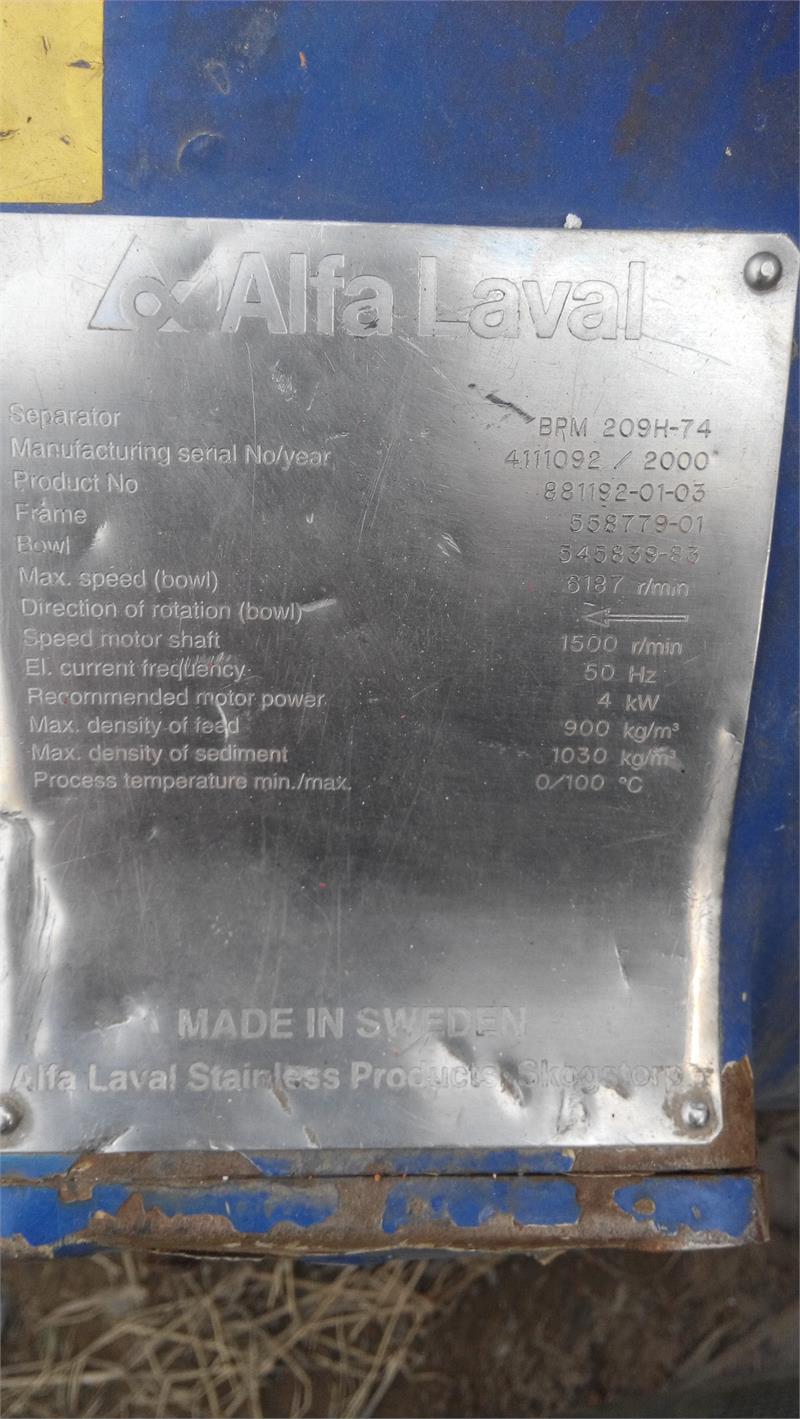 Alfa Laval
Separator BRM 209H-74
Manufacturing serial No/year 4111092 / 2000
Product No 881192-01-03
Frame 558779-01
Bowl 545839-83
Max. speed (bowl) 6187 r/min
Direction of rotation (bowl) ←
Speed motor shaft 1500 r/min
El. current frequency 50 Hz
Recommended motor power 4 kW
Max. density of feed 900 kg/m³
Max. density of sediment 1030 kg/m³
Process temperature min./max. 0/100 °C
MADE IN SWEDEN
Alfa Laval Stainless Products, Skogstorp